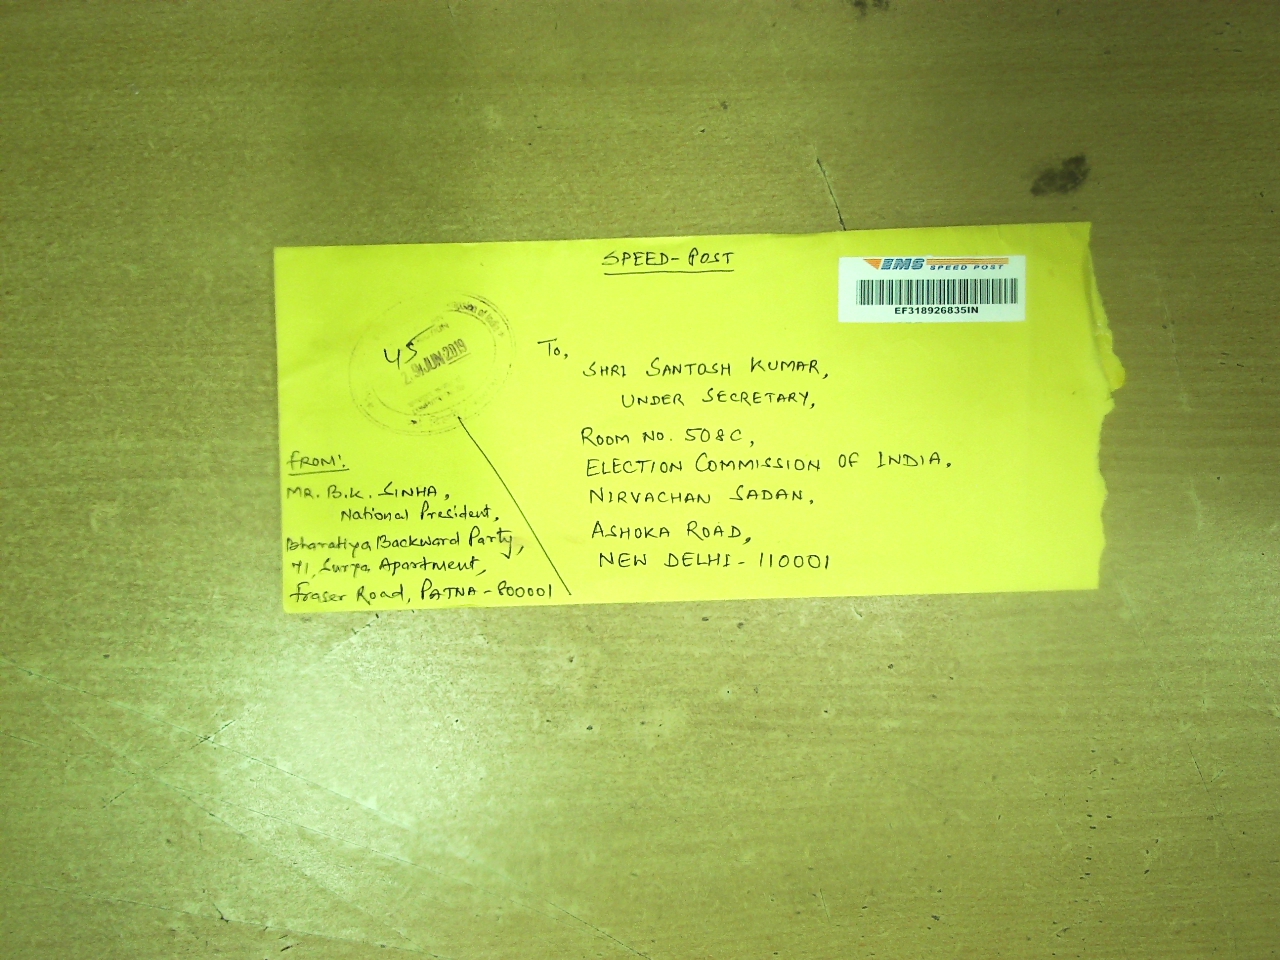 SPEED-POST
EMS SPEED POST
EF318926835IN
45
JUN 2019
To,
SHRI SANTOSH KUMAR,
UNDER SECRETARY,
ROOM NO. 508C,
ELECTION COMMISSION OF INDIA,
NIRVACHAN SADAN,
ASHOKA ROAD,
NEW DELHI - 110001
FROM:
MR. B.K. SINHA,
National President,
Bharatiya Backward Party,
71, Surya Apartment,
Fraser Road, PATNA - 800001